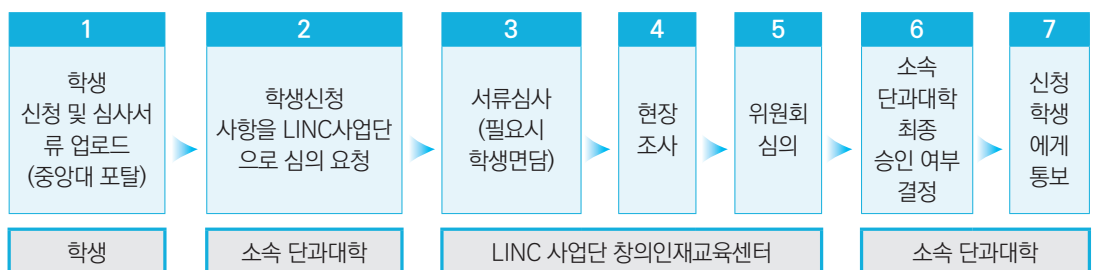 1
학생
신청 및 심사서
류 업로드
(중앙대 포탈)
2
학생신청
사항을 LINC사업단
으로 심의 요청
3
서류심사
(필요시
학생면담)
4
현장
조사
5
위원회
심의
6
소속
단과대학
최종
승인 여부
결정
7
신청
학생
에게
통보
학생
소속 단과대학
LINC 사업단 창의인재교육센터
소속 단과대학